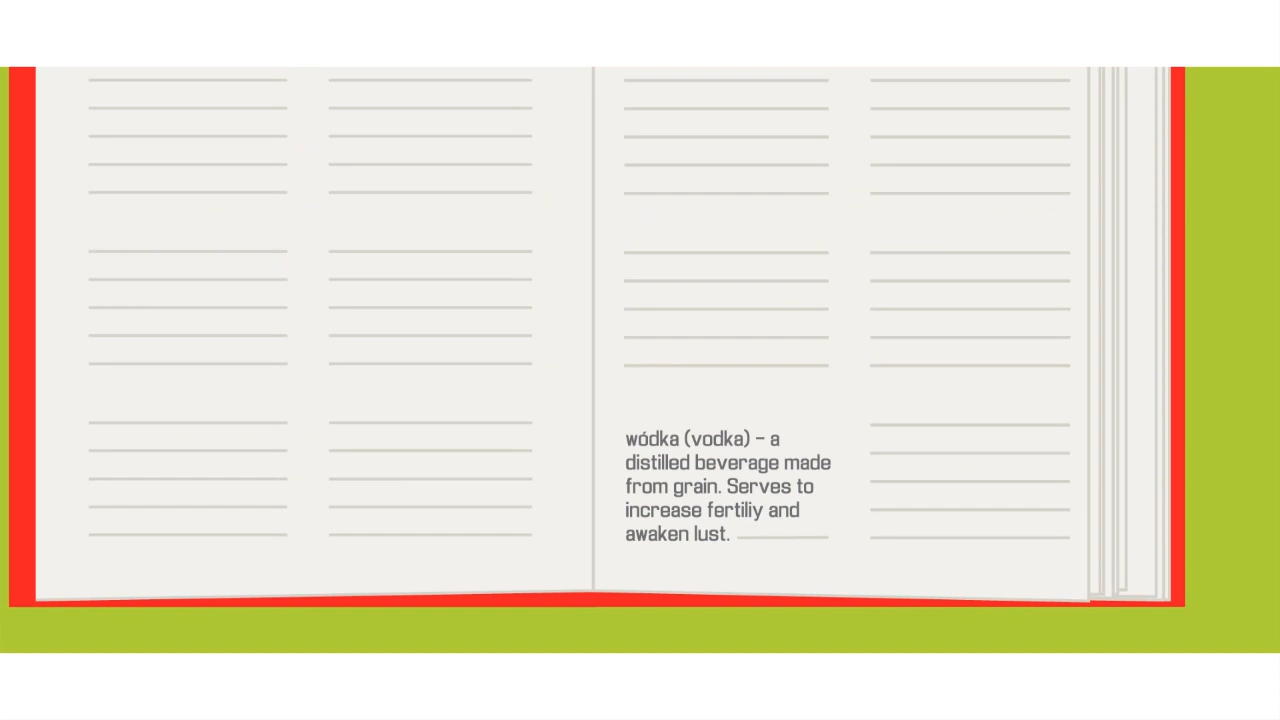 wódka (vodka) – a
distilled beverage made
from grain. Serves to
increase fertiliy and
awaken lust.